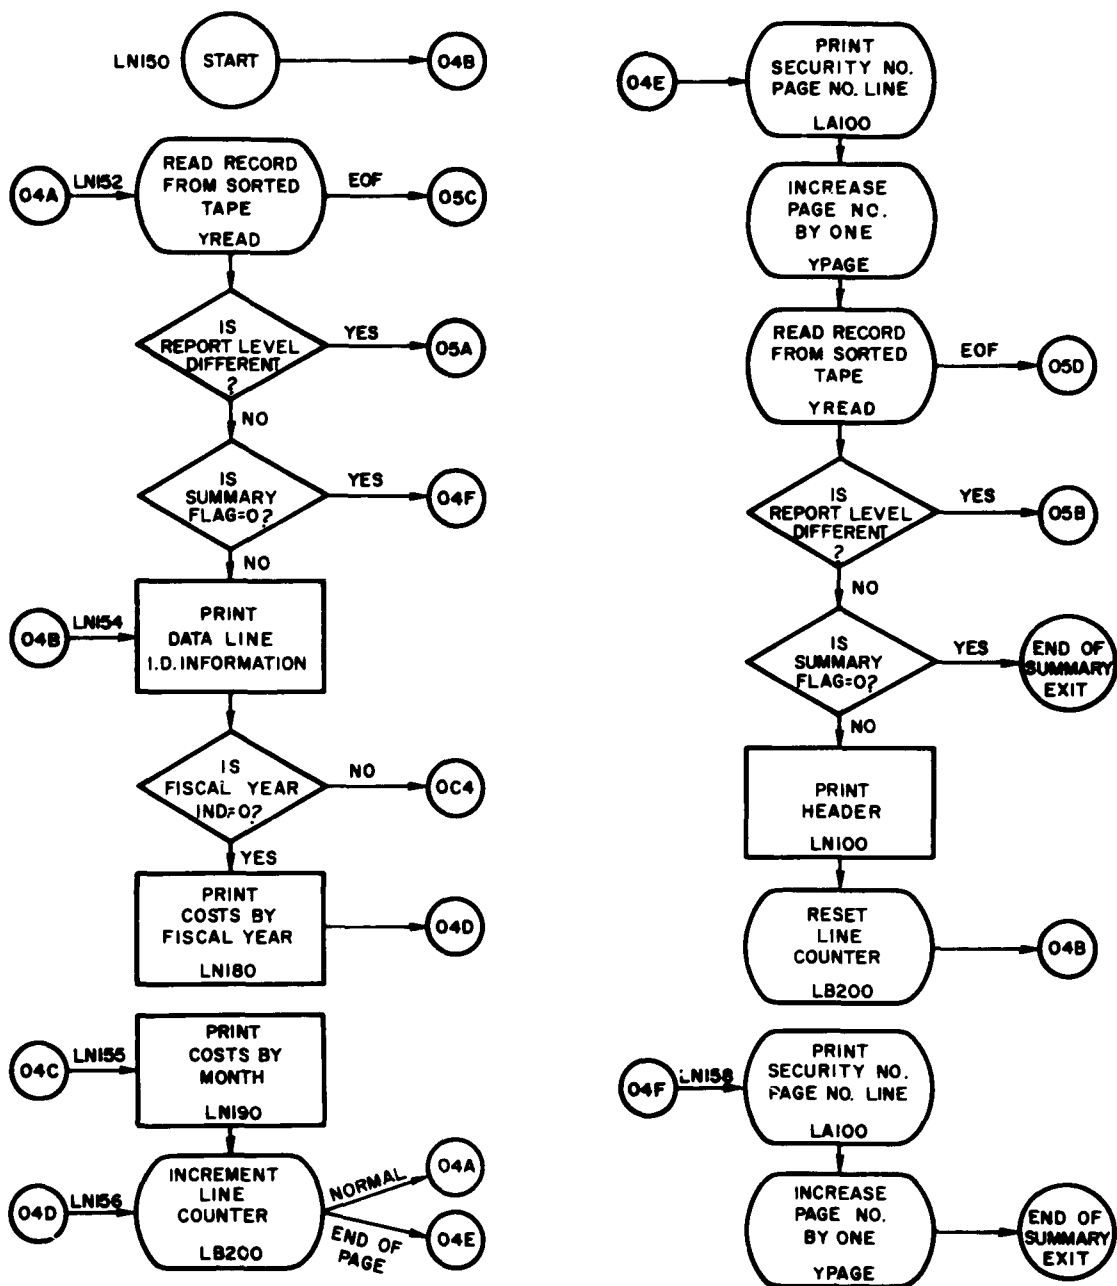 LN150
START
04B
04A
LN152
READ RECORD
FROM SORTED
TAPE
YREAD
EOF
05C
IS
REPORT LEVEL
DIFFERENT
?
YES
05A
NO
IS
SUMMARY
FLAG=0?
YES
04F
NO
04B
LN154
PRINT
DATA LINE
I.D. INFORMATION
IS
FISCAL YEAR
IND=0?
NO
0C4
YES
PRINT
COSTS BY
FISCAL YEAR
LN180
04D
04C
LN155
PRINT
COSTS BY
MONTH
LN190
04D
LN156
INCREMENT
LINE
COUNTER
LB200
NORMAL
04A
END OF
PAGE
04E
04E
PRINT
SECURITY NO.
PAGE NO. LINE
LA100
INCREASE
PAGE NO.
BY ONE
YPAGE
READ RECORD
FROM SORTED
TAPE
YREAD
EOF
05D
IS
REPORT LEVEL
DIFFERENT
?
YES
05B
NO
IS
SUMMARY
FLAG=0?
YES
END OF
SUMMARY
EXIT
NO
PRINT
HEADER
LN100
RESET
LINE
COUNTER
LB200
04B
04F
LN158
PRINT
SECURITY NO.
PAGE NO. LINE
LA100
INCREASE
PAGE NO.
BY ONE
YPAGE
END OF
SUMMARY
EXIT